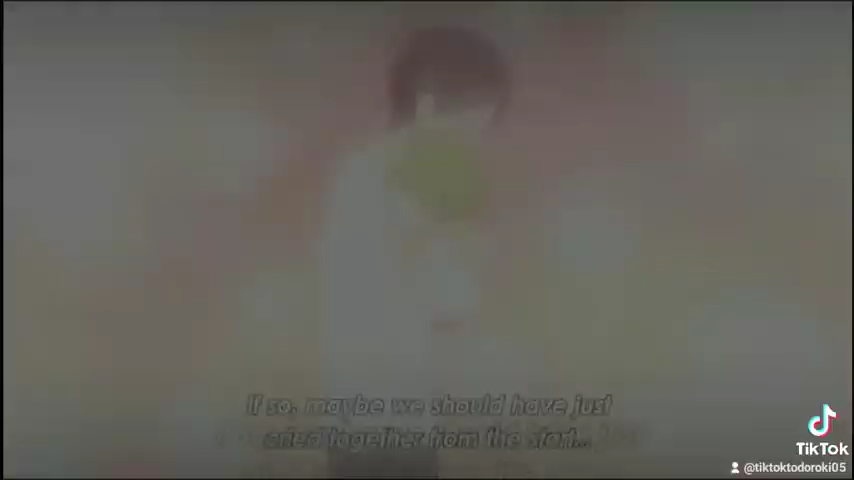 If so, maybe we should have just
cried together from the start...
TikTok
@tiktoktodoroki05